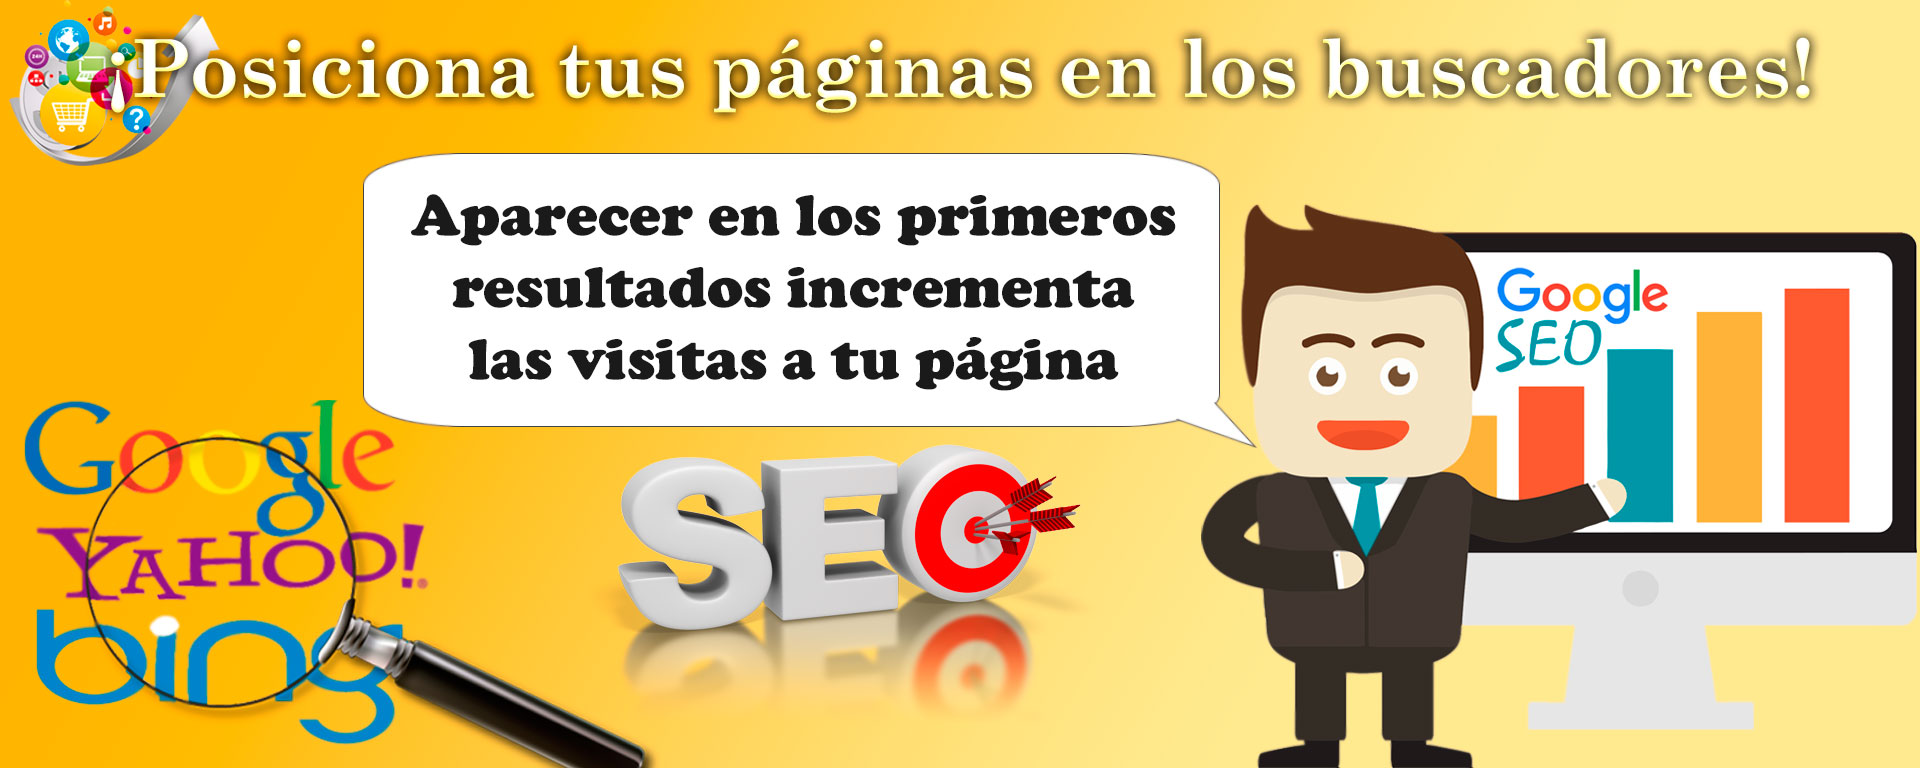 ¡Posiciona tus páginas en los buscadores!
Aparecer en los primeros
resultados incrementa
las visitas a tu página
Google
SEO
Google
YAHOO!
bing
SEO
?